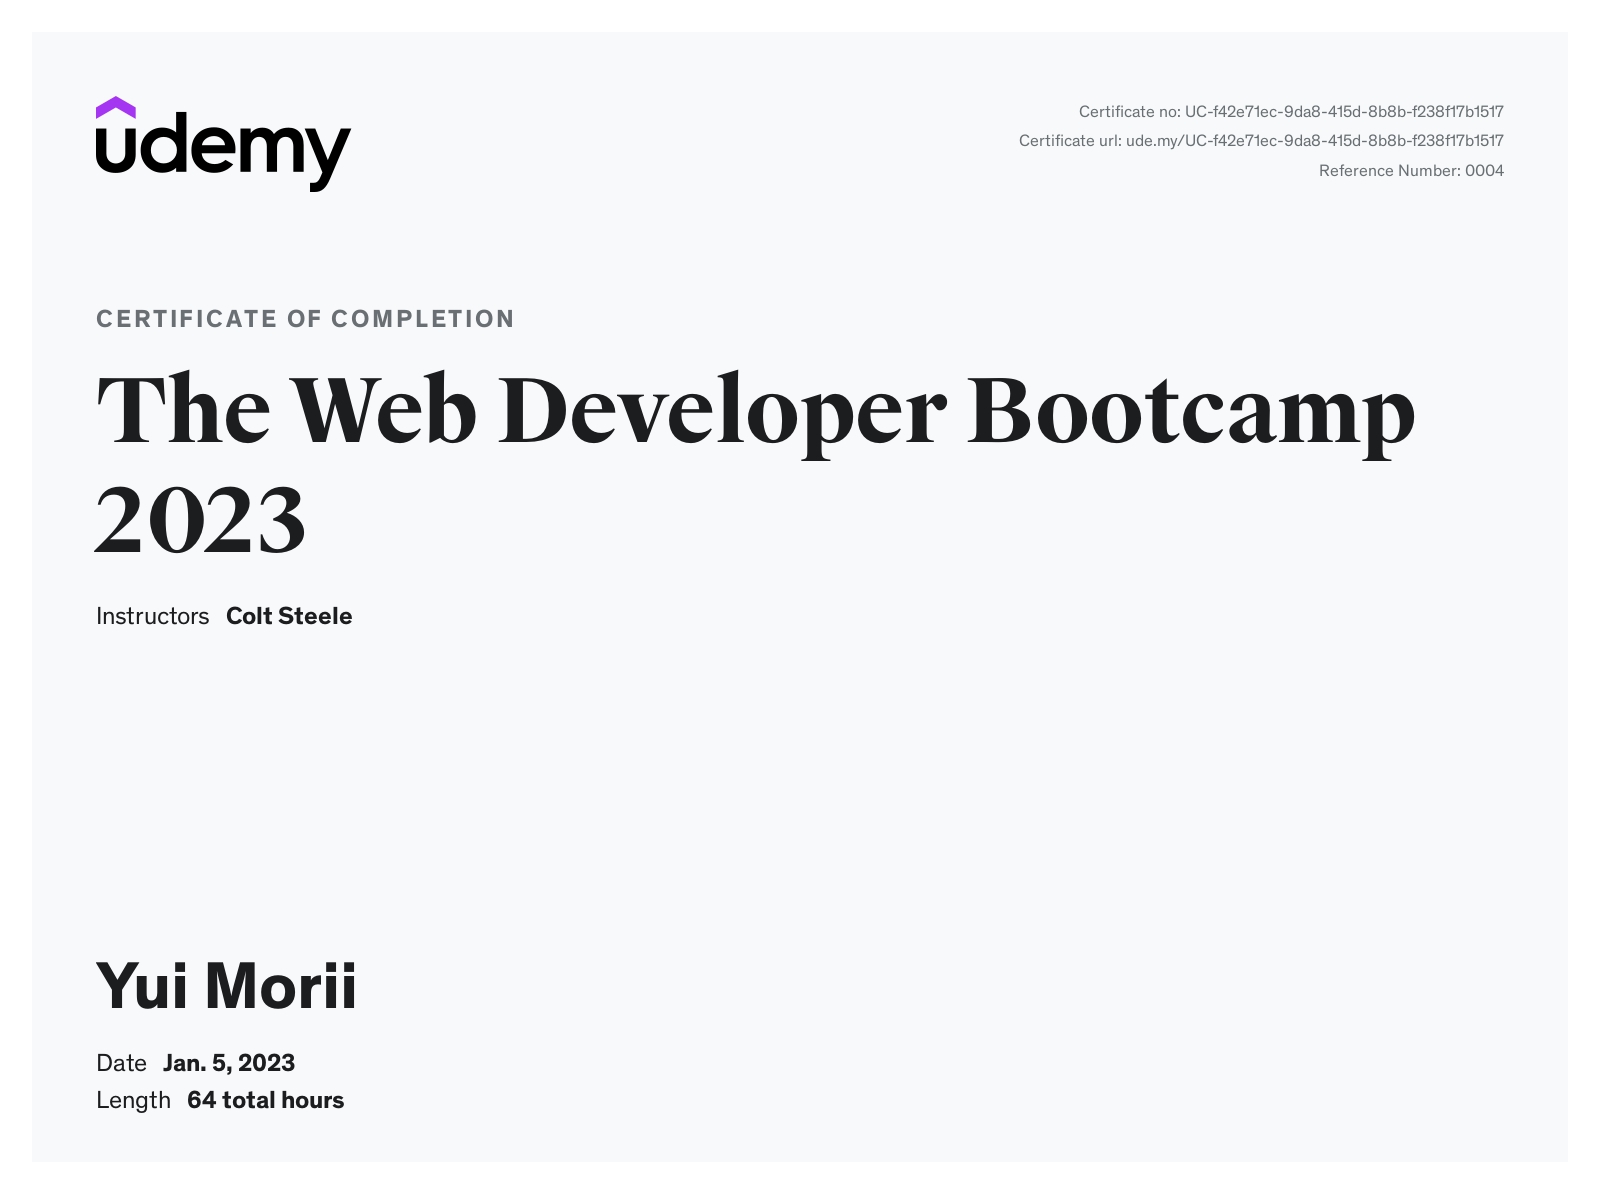 udemy
Certificate no: UC-f42e71ec-9da8-415d-8b8b-f238f17b1517
Certificate url: ude.my/UC-f42e71ec-9da8-415d-8b8b-f238f17b1517
Reference Number: 0004
CERTIFICATE OF COMPLETION
The Web Developer Bootcamp
2023
Instructors Colt Steele
Yui Morii
Date Jan. 5, 2023
Length 64 total hours